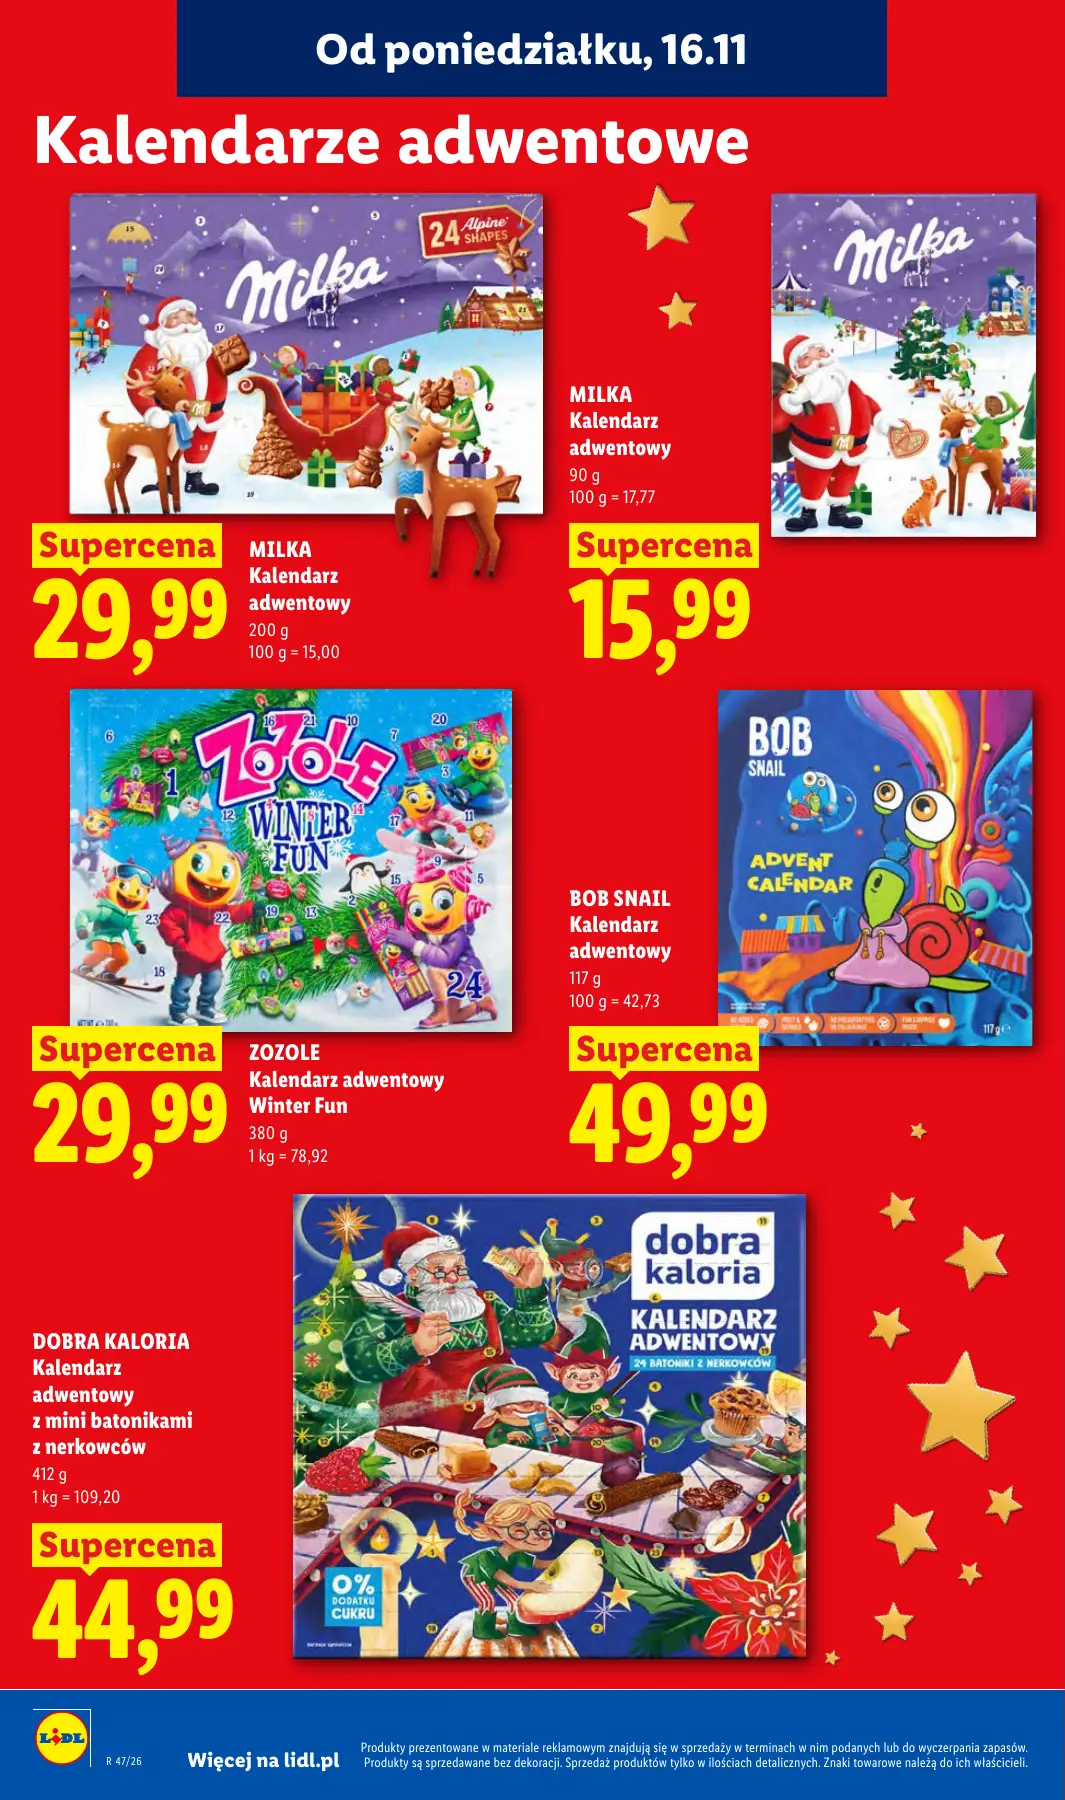 Od poniedziałku, 16.11
Kalendarze adwentowe
Milka
24 Alpine
SHAPES
Milka
MILKA
Kalendarz
adwentowy
90 g
100 g = 17,77
Supercena
29,99
MILKA
Kalendarz
adwentowy
200 g
100 g = 15,00
Supercena
15,99
ZOZOLE
WINTER
FUN
BOB
SNAIL
ADVENT
CALENDAR
117 g e
BOB SNAIL
Kalendarz
adwentowy
117 g
100 g = 42,73
Supercena
29,99
ZOZOLE
Kalendarz adwentowy
Winter Fun
380 g
1 kg = 78,92
Supercena
49,99
dobra
kaloria
KALENDARZ
ADWENTOWY
24 BATONIKI Z NERKOWCÓW
0%
DODATKU
CUKRU
DOBRA KALORIA
Kalendarz
adwentowy
z mini batonikami
z nerkowców
412 g
1 kg = 109,20
Supercena
44,99
LIDL
R 47/26
Więcej na lidl.pl
Produkty prezentowane w materiale reklamowym znajdują się w sprzedaży w terminach w nim podanych lub do wyczerpania zapasów.
Produkty są sprzedawane bez dekoracji. Sprzedaż produktów tylko w ilościach detalicznych. Znaki towarowe należą do ich właścicieli.